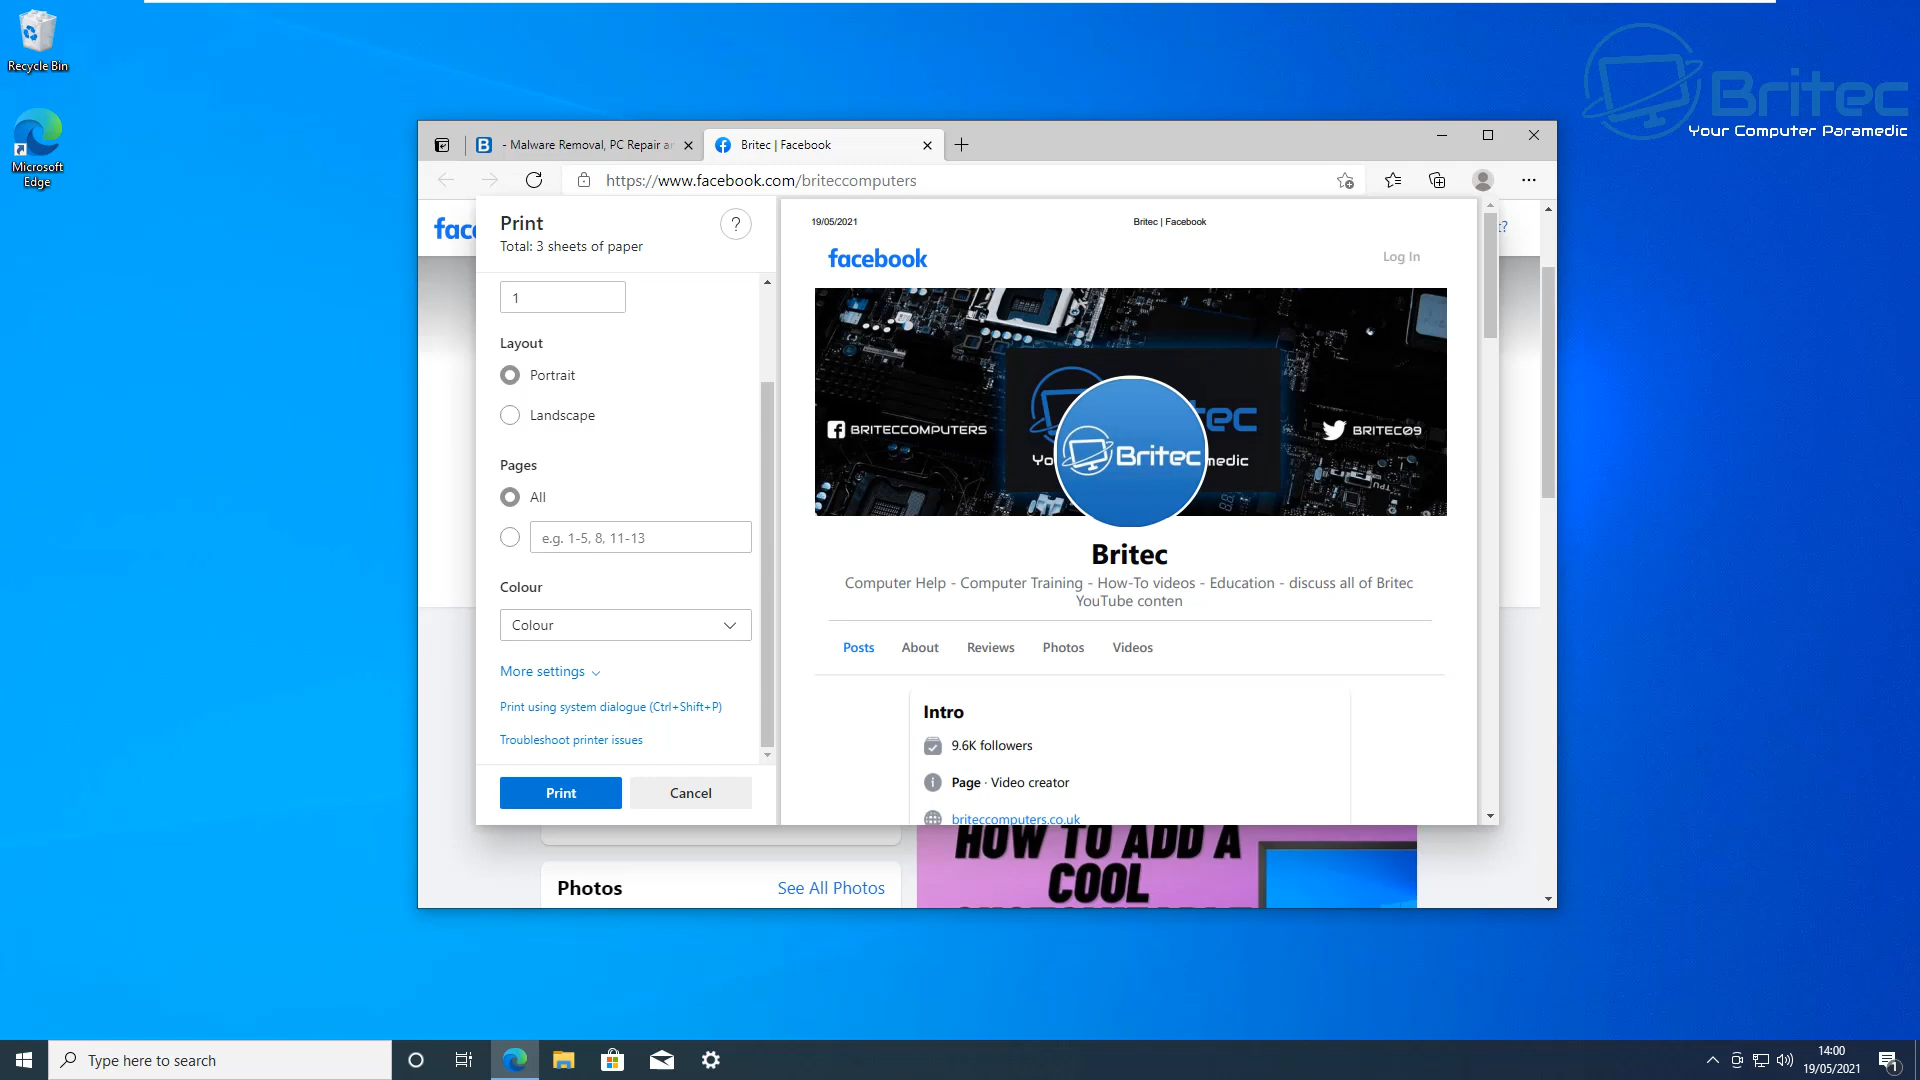 Recycle Bin
Microsoft
Edge
Britec
Your Computer Paramedic
- Malware Removal, PC Repair a
Britec | Facebook
https://www.facebook.com/briteccomputers
Print
?
Total: 3 sheets of paper
1
Layout
Portrait
Landscape
Pages
All
e.g. 1-5, 8, 11-13
Colour
Colour
More settings
Print using system dialogue (Ctrl+Shift+P)
Troubleshoot printer issues
Print
Cancel
19/05/2021
Britec | Facebook
facebook
Log In
BRITECCOMPUTERS
BRITEC09
Britec
Britec
Computer Help - Computer Training - How-To videos - Education - discuss all of Britec
YouTube conten
Posts
About
Reviews
Photos
Videos
Intro
9.6K followers
Page · Video creator
briteccomputers.co.uk
HOW TO ADD A
COOL
Photos
See All Photos
Type here to search
14:00
19/05/2021
1